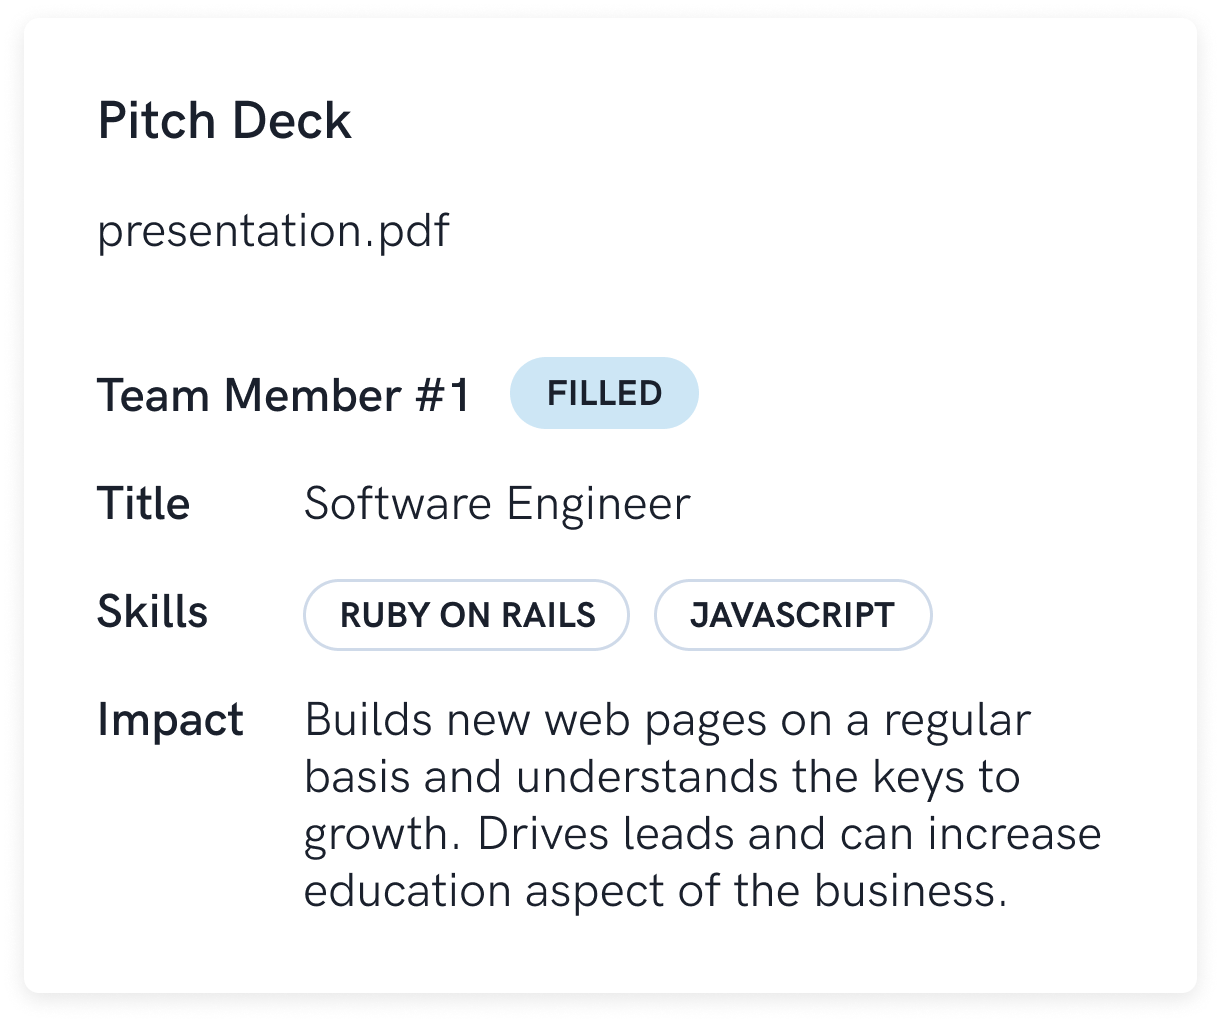 Pitch Deck
presentation.pdf
Team Member #1 FILLED
Title Software Engineer
Skills RUBY ON RAILS JAVASCRIPT
Impact Builds new web pages on a regular
basis and understands the keys to
growth. Drives leads and can increase
education aspect of the business.